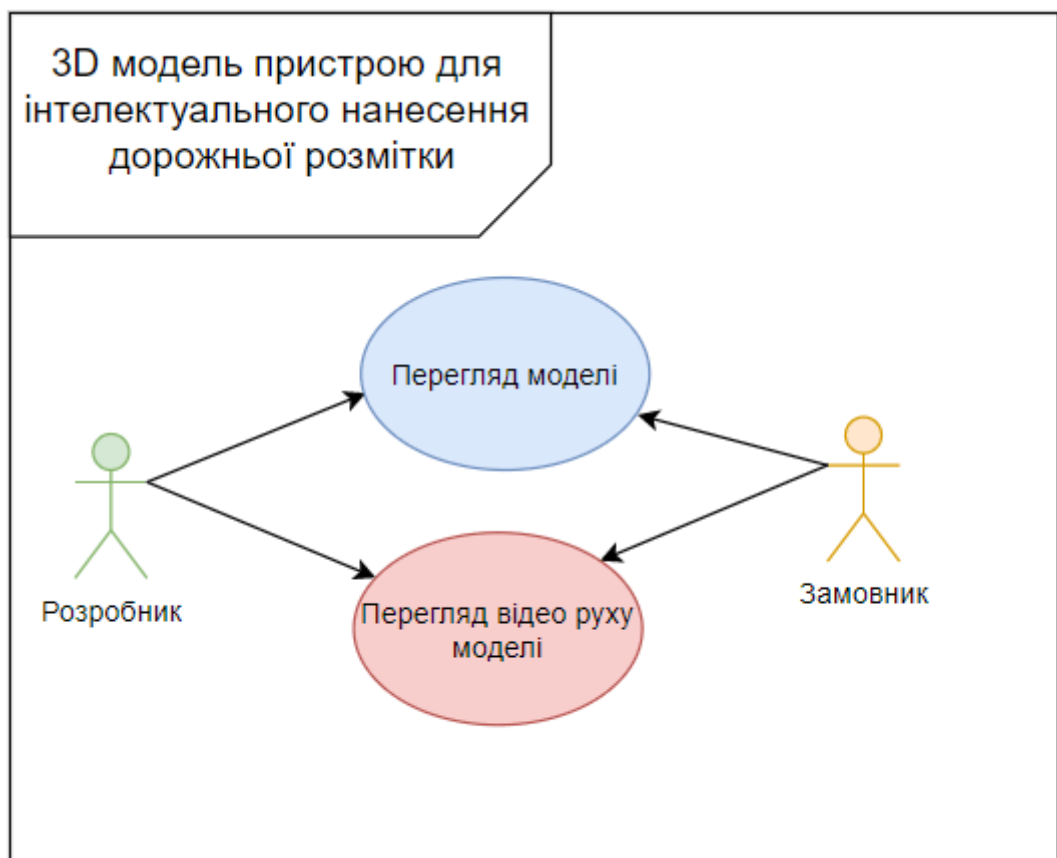 3D модель пристрою для
інтелектуального нанесення
дорожньої розмітки
Перегляд моделі
Розробник
Замовник
Перегляд відео руху
моделі